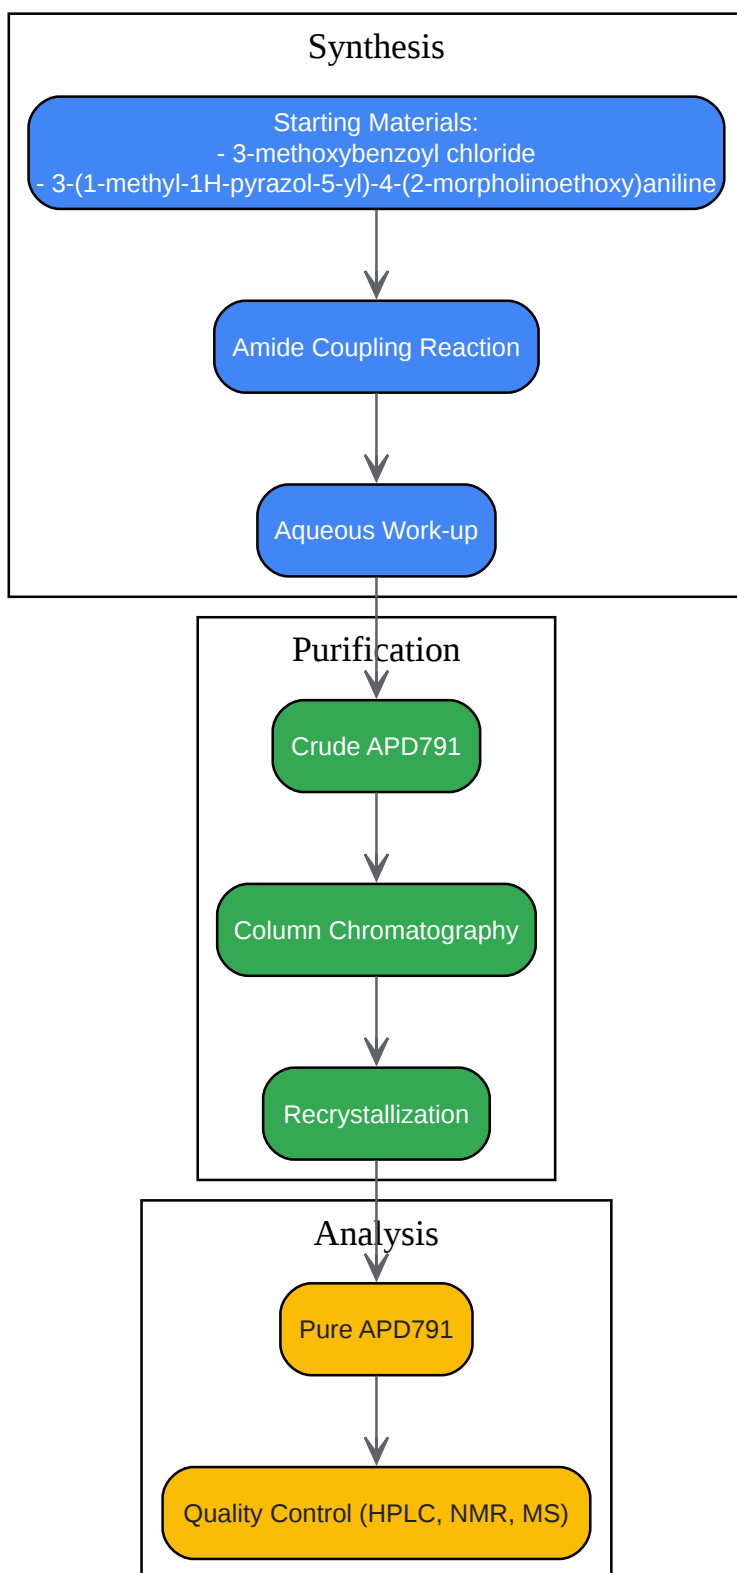 Synthesis
Starting Materials:
- 3-methoxybenzoyl chloride
- 3-(1-methyl-1H-pyrazol-5-yl)-4-(2-morpholinoethoxy)aniline
Amide Coupling Reaction
Aqueous Work-up
Purification
Crude APD791
Column Chromatography
Recrystallization
Analysis
Pure APD791
Quality Control (HPLC, NMR, MS)